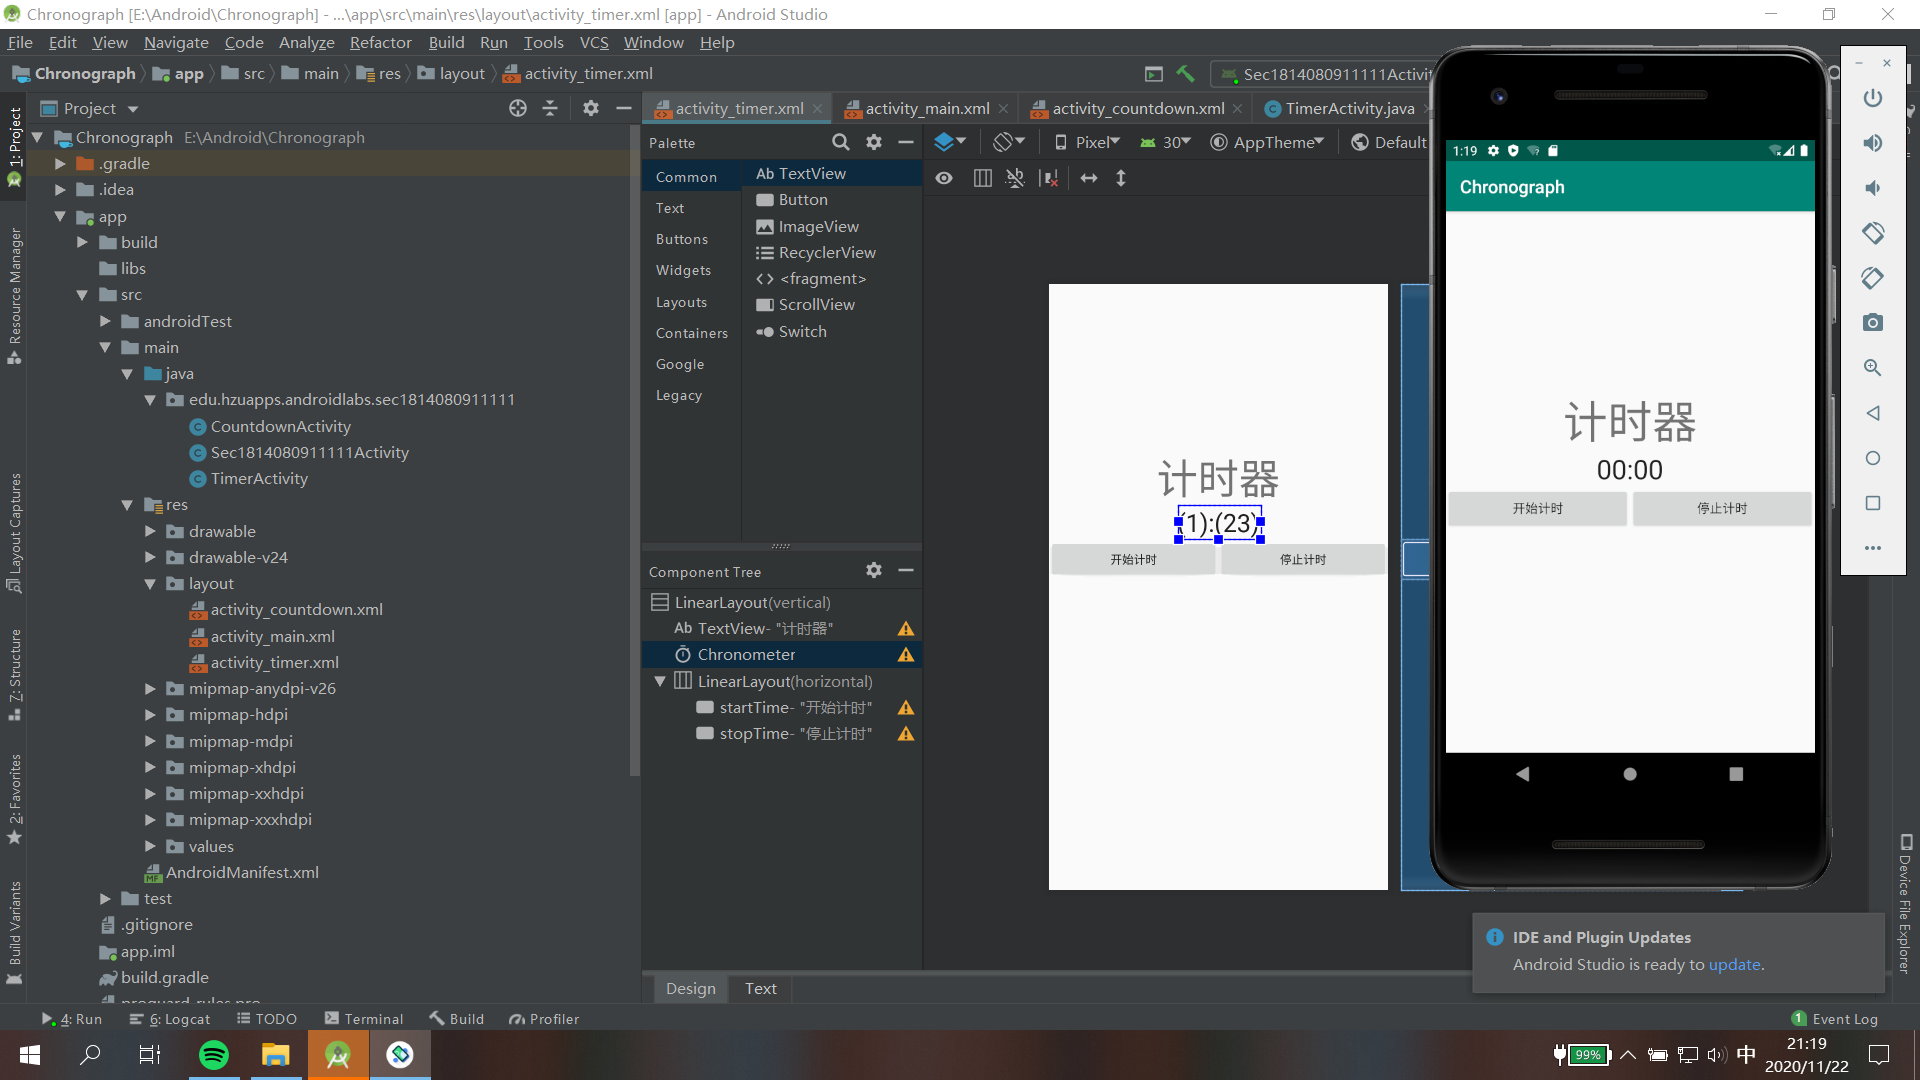 Chronograph [E:\Android\Chronograph] - ...\app\src\main\res\layout\activity_timer.xml [app] - Android Studio
File Edit View Navigate Code Analyze Refactor Build Run Tools VCS Window Help
Chronograph app src main res layout activity_timer.xml
Sec1814080911111Activit
Project
activity_timer.xml
activity_main.xml
activity_countdown.xml
TimerActivity.java
1: Project
Resource Manager
Layout Captures
7: Structure
2: Favorites
Build Variants
Chronograph E:\Android\Chronograph
.gradle
.idea
app
build
libs
src
androidTest
main
java
edu.hzuapps.androidlabs.sec1814080911111
CountdownActivity
Sec1814080911111Activity
TimerActivity
res
drawable
drawable-v24
layout
activity_countdown.xml
activity_main.xml
activity_timer.xml
mipmap-anydpi-v26
mipmap-hdpi
mipmap-mdpi
mipmap-xhdpi
mipmap-xxhdpi
mipmap-xxxhdpi
values
AndroidManifest.xml
test
.gitignore
app.iml
build.gradle
proguard-rules.pro
Palette
Common
Text
Buttons
Widgets
Layouts
Containers
Google
Legacy
Ab TextView
Button
ImageView
RecyclerView
<fragment>
ScrollView
Switch
Component Tree
LinearLayout(vertical)
Ab TextView- "计时器"
Chronometer
LinearLayout(horizontal)
startTime- "开始计时"
stopTime- "停止计时"
Pixel 30 AppTheme Default
计时器
(1):(23)
开始计时 停止计时
1:19
Chronograph
计时器
00:00
开始计时 停止计时
Device File Explorer
IDE and Plugin Updates
Android Studio is ready to update.
Design Text
4: Run 6: Logcat TODO Terminal Build Profiler
1 Event Log
99%
中
21:19
2020/11/22